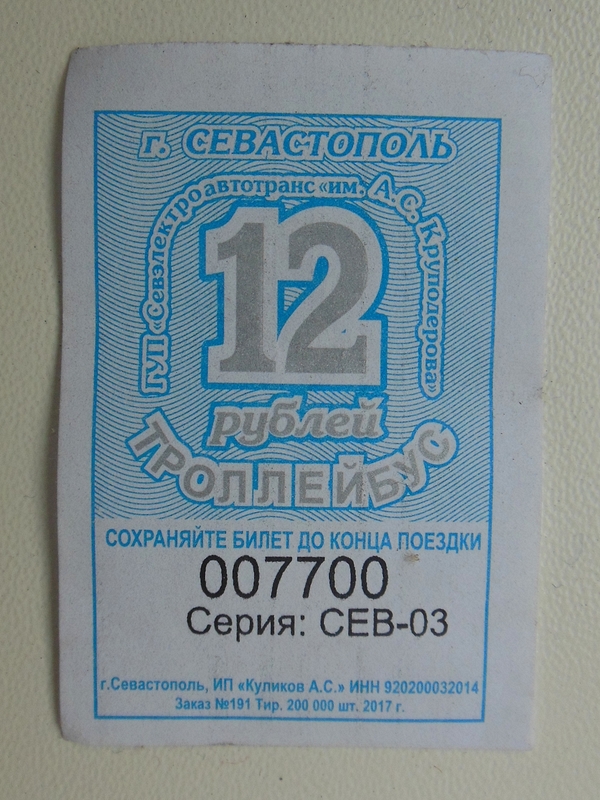 г. СЕВАСТОПОЛЬ
ГУП «Севэлектроавтотранс «им. А.С. Круподерова»
12
рублей
ТРОЛЛЕЙБУС
СОХРАНЯЙТЕ БИЛЕТ ДО КОНЦА ПОЕЗДКИ
007700
Серия: СЕВ-03
г.Севастополь, ИП «Куликов А.С.» ИНН 920200032014
Заказ №191 Тир. 200 000 шт. 2017 г.